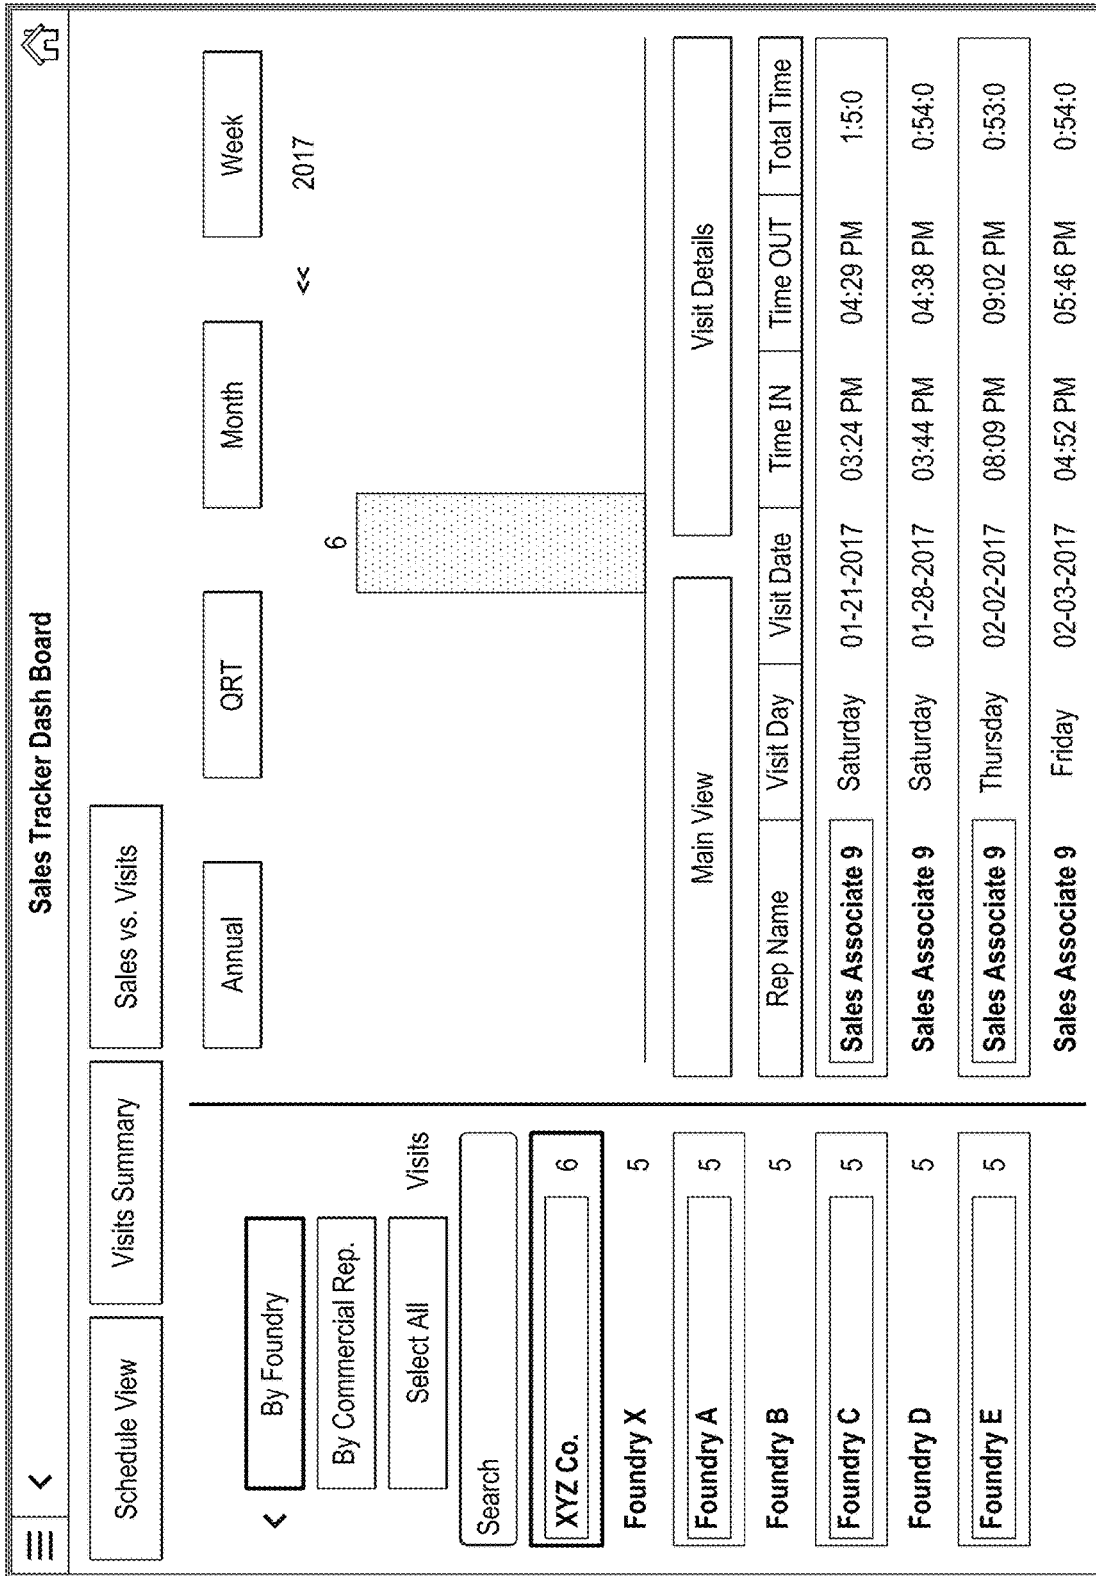 Sales Tracker Dash Board
Schedule View Visits Summary Sales vs. Visits
Annual QRT Month Week
<< 2017
By Foundry
By Commercial Rep.
Select All Visits
Search
XYZ Co. 6
Foundry X 5
Foundry A 5
Foundry B 5
Foundry C 5
Foundry D 5
Foundry E 5
6
Main View Visit Details
Rep Name Visit Day Visit Date Time IN Time OUT Total Time
Sales Associate 9 Saturday 01-21-2017 03:24 PM 04:29 PM 1:5:0
Sales Associate 9 Saturday 01-28-2017 03:44 PM 04:38 PM 0:54:0
Sales Associate 9 Thursday 02-02-2017 08:09 PM 09:02 PM 0:53:0
Sales Associate 9 Friday 02-03-2017 04:52 PM 05:46 PM 0:54:0